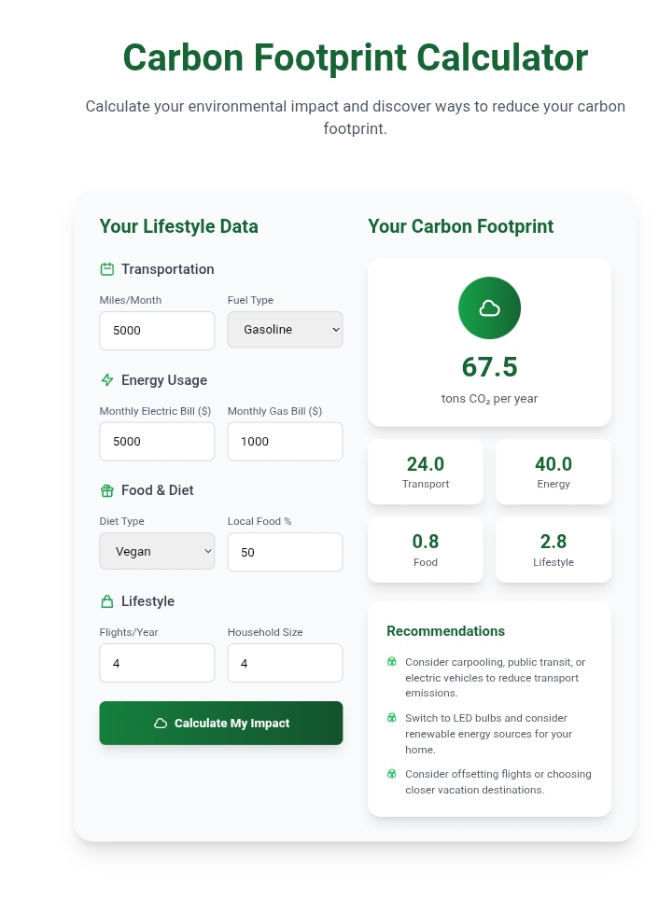 Carbon Footprint Calculator
Calculate your environmental impact and discover ways to reduce your carbon
footprint.
Your Lifestyle Data
Transportation
Miles/Month
Fuel Type
5000
Gasoline
Energy Usage
Monthly Electric Bill ($)
Monthly Gas Bill ($)
5000
1000
Food & Diet
Diet Type
Local Food %
Vegan
50
Lifestyle
Flights/Year
Household Size
4
4
Calculate My Impact
Your Carbon Footprint
67.5
tons CO₂ per year
24.0
Transport
40.0
Energy
0.8
Food
2.8
Lifestyle
Recommendations
Consider carpooling, public transit, or
electric vehicles to reduce transport
emissions.
Switch to LED bulbs and consider
renewable energy sources for your
home.
Consider offsetting flights or choosing
closer vacation destinations.